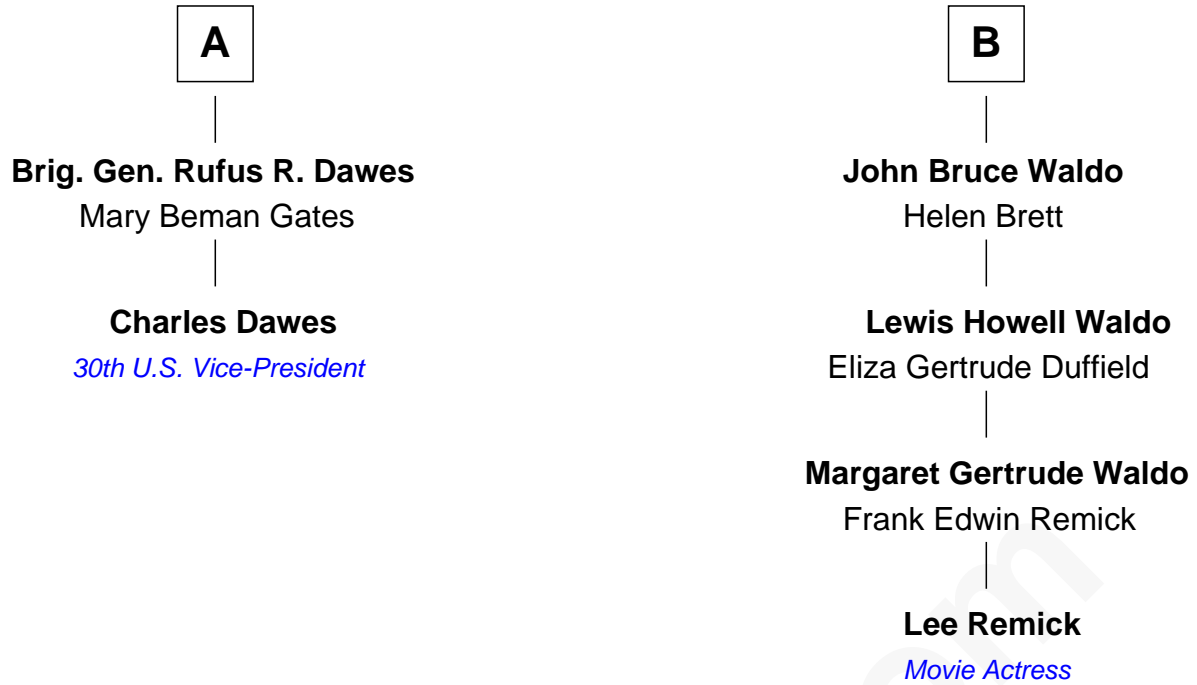 A
Brig. Gen. Rufus R. Dawes
Mary Beman Gates
Charles Dawes
30th U.S. Vice-President
B
John Bruce Waldo
Helen Brett
Lewis Howell Waldo
Eliza Gertrude Duffield
Margaret Gertrude Waldo
Frank Edwin Remick
Lee Remick
Movie Actress